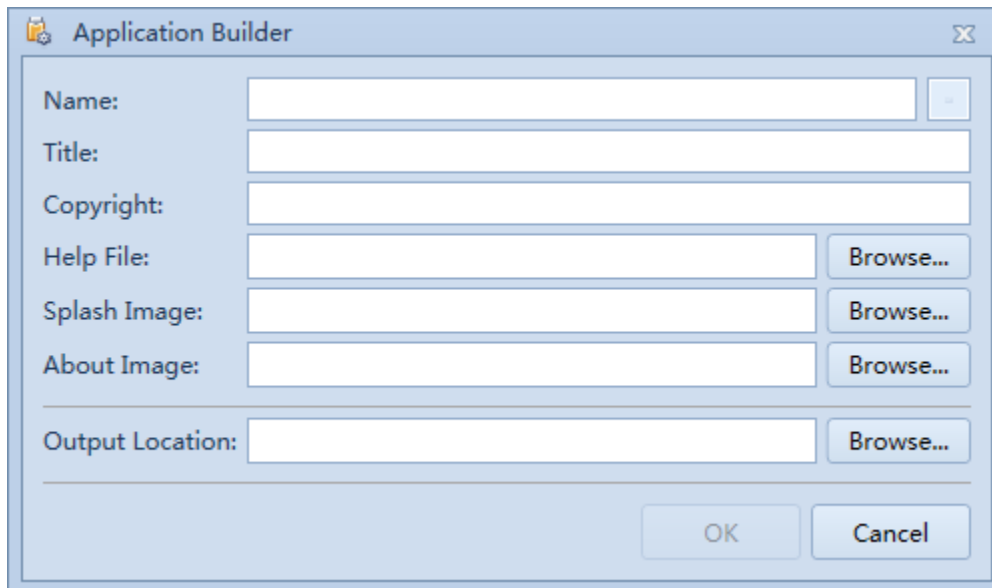 Application Builder
Name:
Title:
Copyright:
Help File: Browse...
Splash Image: Browse...
About Image: Browse...
Output Location: Browse...
OK Cancel